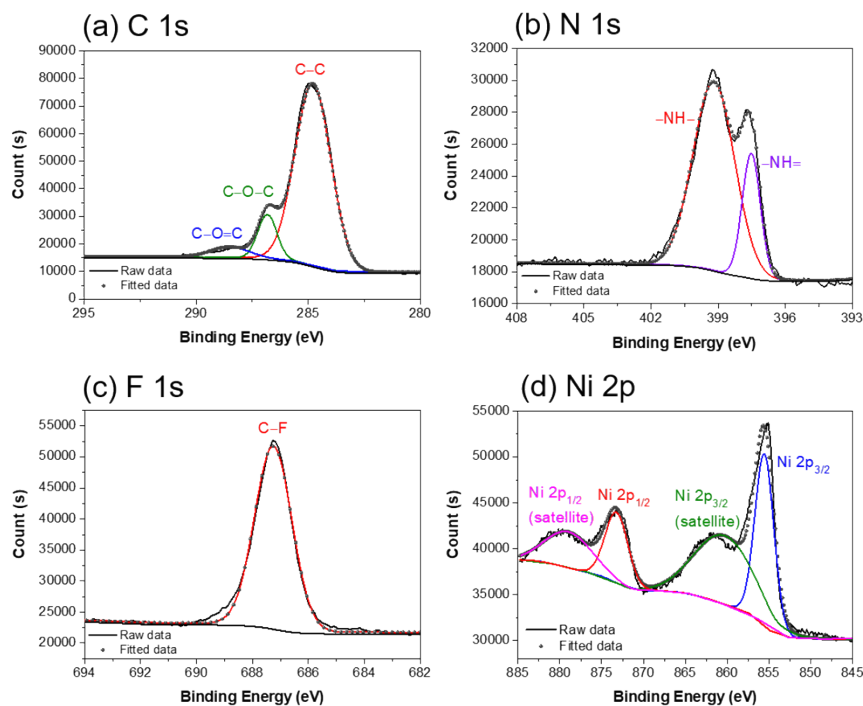 (a) C 1s
90000
80000
70000
60000
50000
40000
30000
20000
10000
0
Count (s)
C–C
C–O–C
C–O=C
Raw data
Fitted data
295
290
285
280
Binding Energy (eV)
(b) N 1s
32000
30000
28000
26000
24000
22000
20000
18000
16000
Count (s)
–NH–
–NH=
Raw data
Fitted data
408
405
402
399
396
393
Binding Energy (eV)
(c) F 1s
55000
50000
45000
40000
35000
30000
25000
20000
Count (s)
C–F
Raw data
Fitted data
694
692
690
688
686
684
682
Binding Energy (eV)
(d) Ni 2p
55000
50000
45000
40000
35000
30000
Count (s)
Ni 2p1/2
(satellite)
Ni 2p1/2
Ni 2p3/2
(satellite)
Ni 2p3/2
Raw data
Fitted data
885
880
875
870
865
860
855
850
845
Binding Energy (eV)